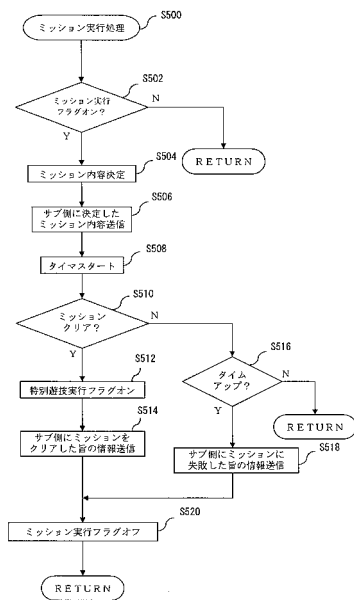 ミッション実行処理
S500
S502
ミッション実行
フラグオン？
N
Y
RETURN
S504
ミッション内容決定
S506
サブ側に決定した
ミッション内容送信
S508
タイマスタート
S510
ミッション
クリア？
N
Y
S512
特別遊技実行フラグオン
S514
サブ側にミッションを
クリアした旨の情報送信
S516
タイム
アップ？
N
Y
RETURN
S518
サブ側にミッションに
失敗した旨の情報送信
S520
ミッション実行フラグオフ
RETURN